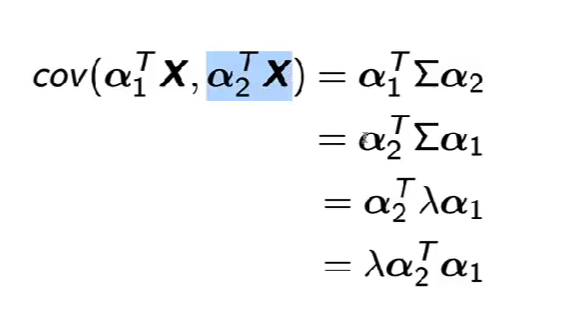 cov(α₁ᵀX, α₂ᵀX) = α₁ᵀΣα₂
= α₂ᵀΣα₁
= α₂ᵀλα₁
= λα₂ᵀα₁